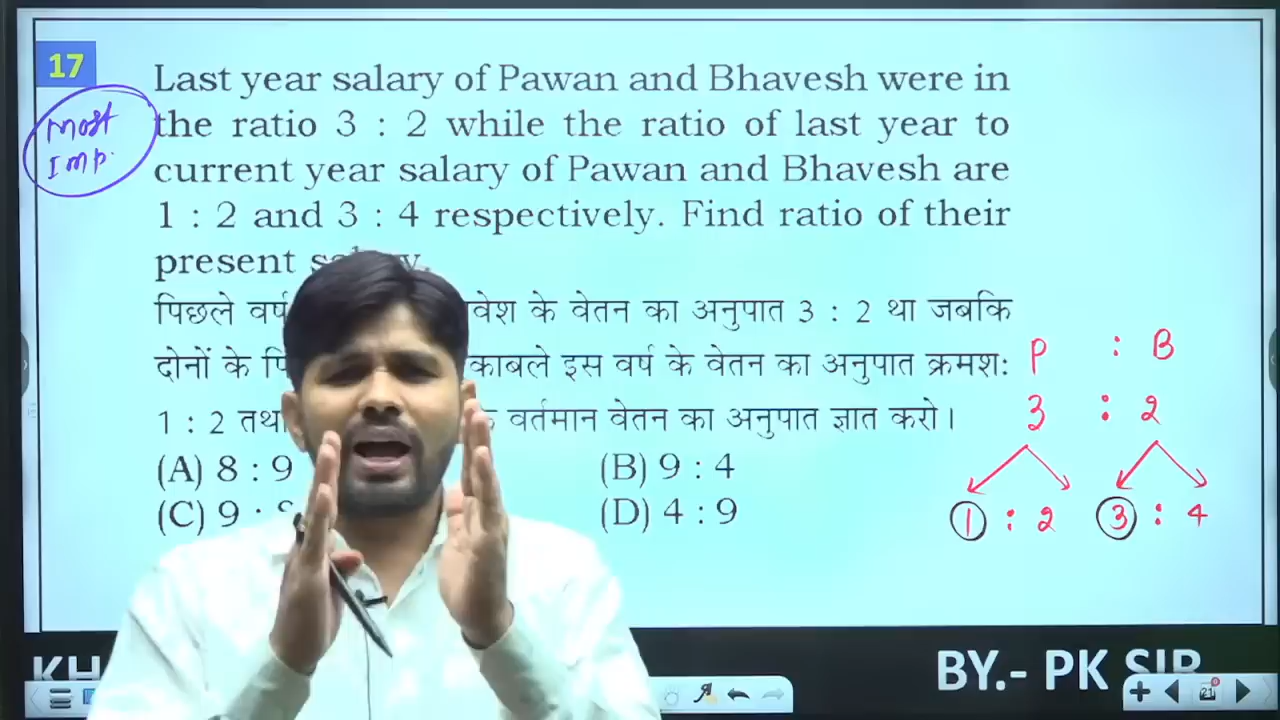 17
Most
Imp.
Last year salary of Pawan and Bhavesh were in
the ratio 3 : 2 while the ratio of last year to
current year salary of Pawan and Bhavesh are
1 : 2 and 3 : 4 respectively. Find ratio of their
present salary.
पिछले वर्ष के वेतन का अनुपात 3 : 2 था जबकि
दोनों के इस वर्ष के वेतन का अनुपात क्रमशः
1 : 2 तथा वर्तमान वेतन का अनुपात ज्ञात करो।
(A) 8 : 9 (B) 9 : 4
(C) 9 : (D) 4 : 9
P : B
3 : 2
1 : 2 3 : 4
BY.- PK SIR
21